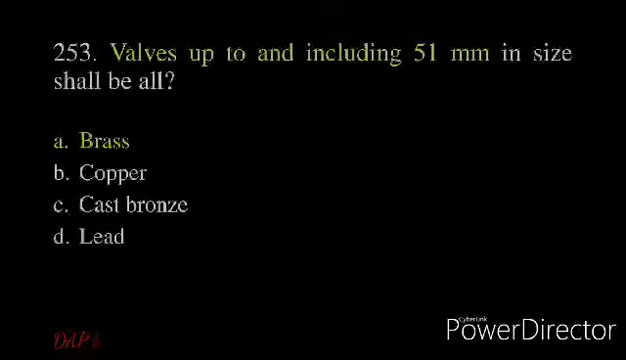 253. Valves up to and including 51 mm in size
shall be all?
a. Brass
b. Copper
c. Cast bronze
d. Lead
DAP
CyberLink
PowerDirector